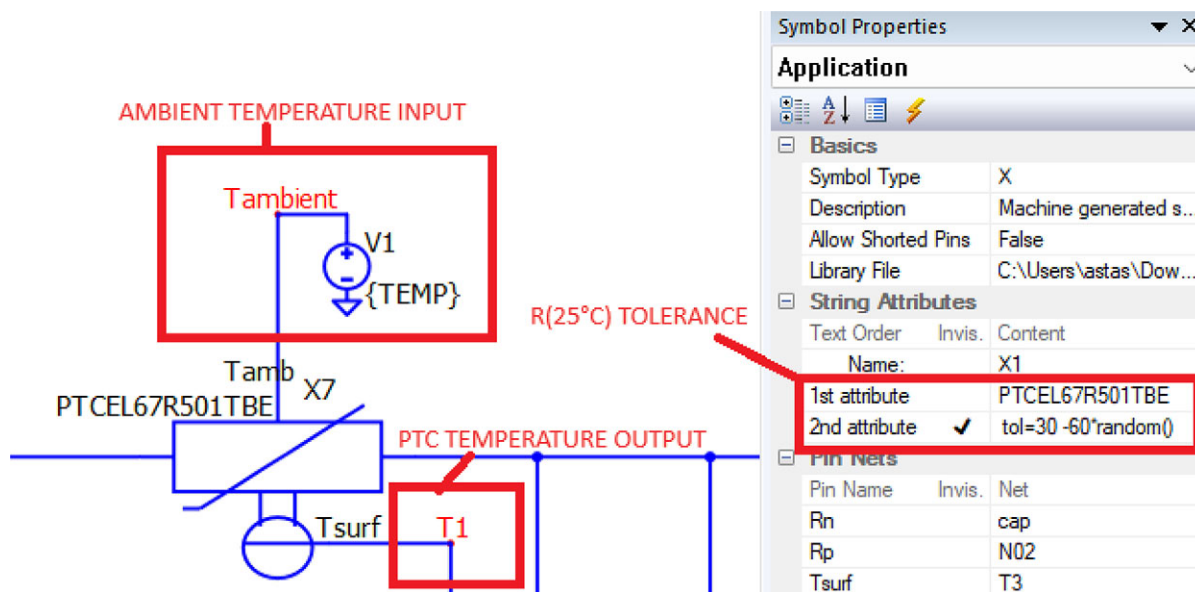 AMBIENT TEMPERATURE INPUT
Tambient
V1
{TEMP}
R(25°C) TOLERANCE
Tamb
X7
PTCEL67R501TBE
PTC TEMPERATURE OUTPUT
Tsurf
T1
Symbol Properties
Application
Basics
Symbol Type X
Description Machine generated s...
Allow Shorted Pins False
Library File C:\Users\astas\Dow...
String Attributes
Text Order Invis. Content
Name: X1
1st attribute PTCEL67R501TBE
2nd attribute ✔ tol=30 -60*random()
Pin Nets
Pin Name Invis. Net
Rn cap
Rp N02
Tsurf T3